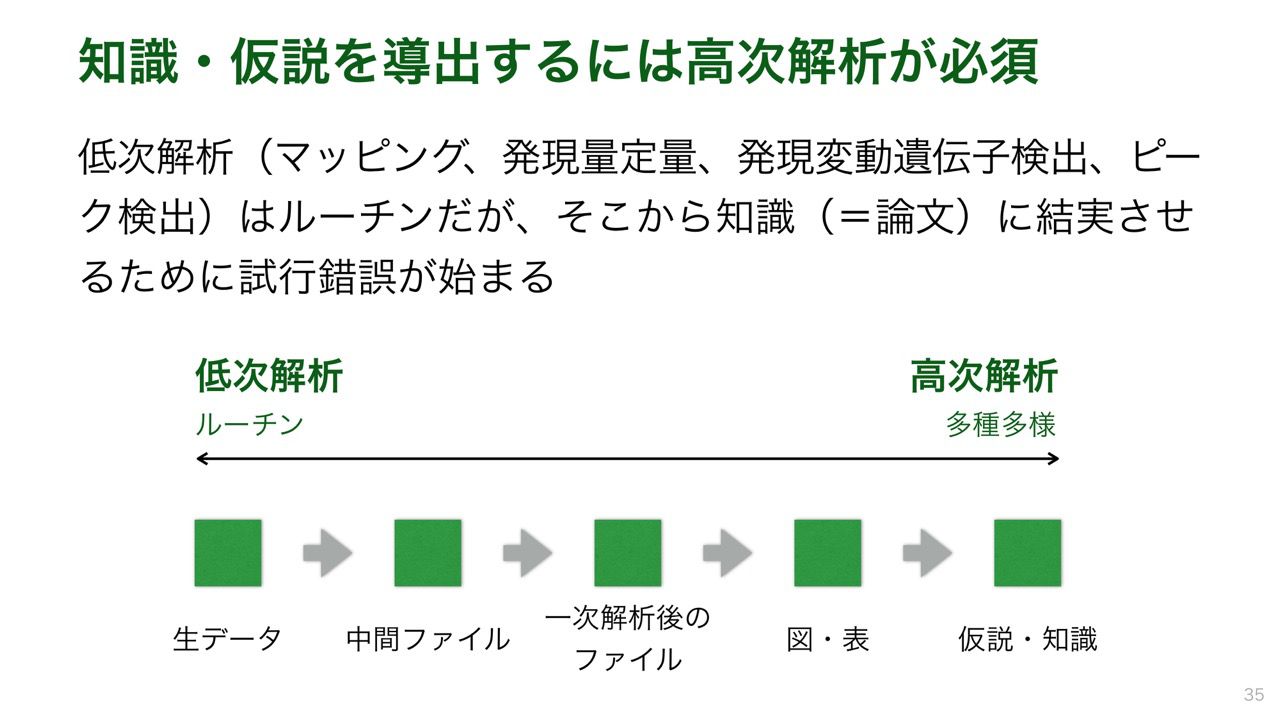 知識・仮説を導出するには高次解析が必須
低次解析（マッピング、発現量定量、発現変動遺伝子検出、ピー
ク検出）はルーチンだが、そこから知識（＝論文）に結実させ
るために試行錯誤が始まる
低次解析
高次解析
ルーチン
多種多様
生データ
中間ファイル
一次解析後の
ファイル
図・表
仮説・知識
35